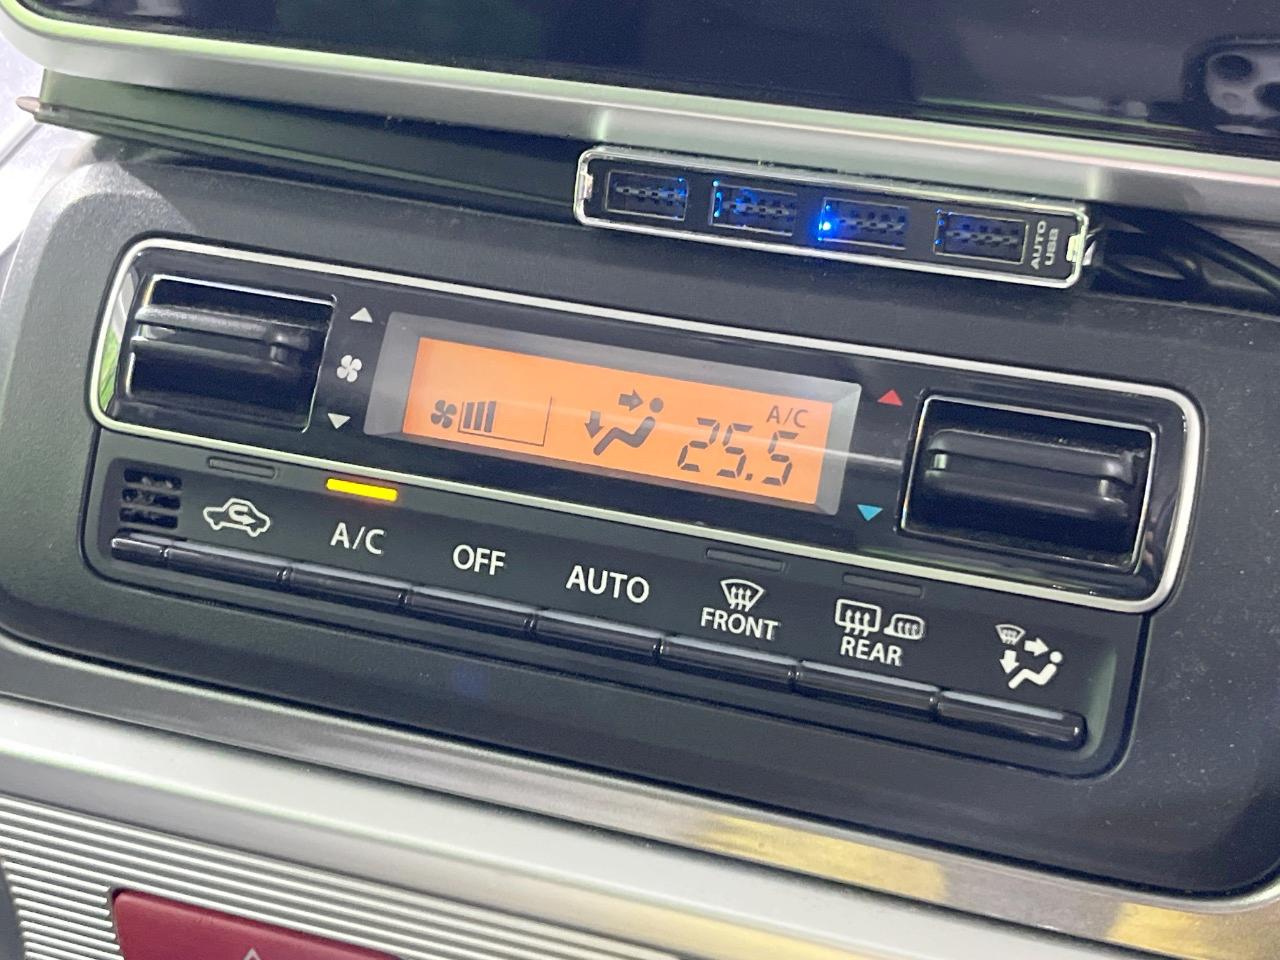 AUTO
USB
A/C
25.5
A/C
OFF
AUTO
FRONT
REAR